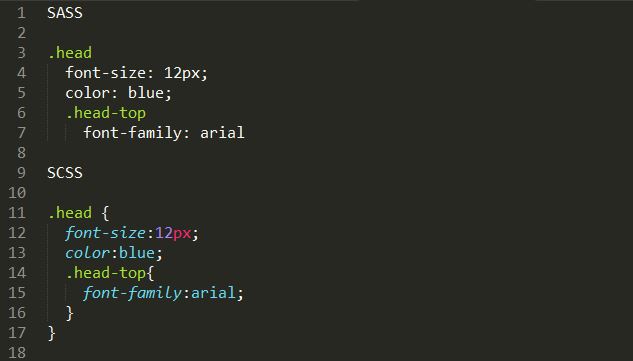 1 SASS
2
3 .head
4 font-size: 12px;
5 color: blue;
6 .head-top
7 font-family: arial
8
9 SCSS
10
11 .head {
12 font-size:12px;
13 color:blue;
14 .head-top{
15 font-family:arial;
16 }
17 }
18